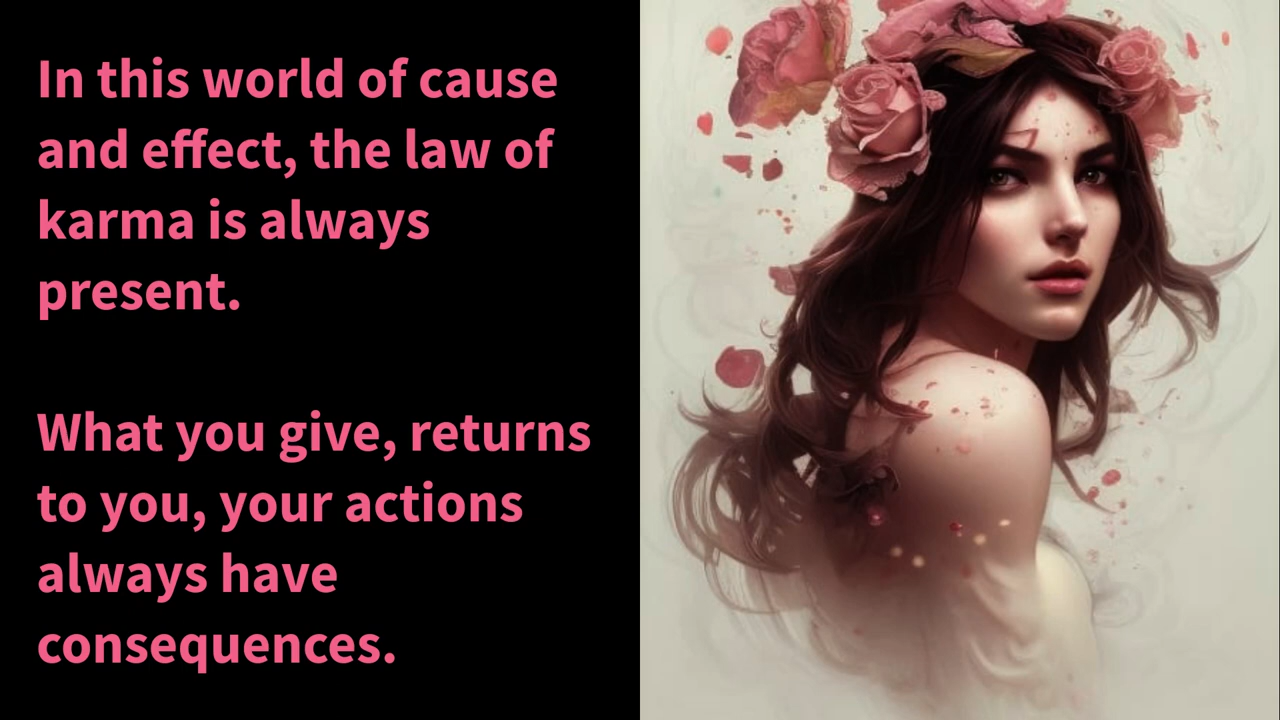 In this world of cause
and effect, the law of
karma is always
present.
What you give, returns
to you, your actions
always have
consequences.